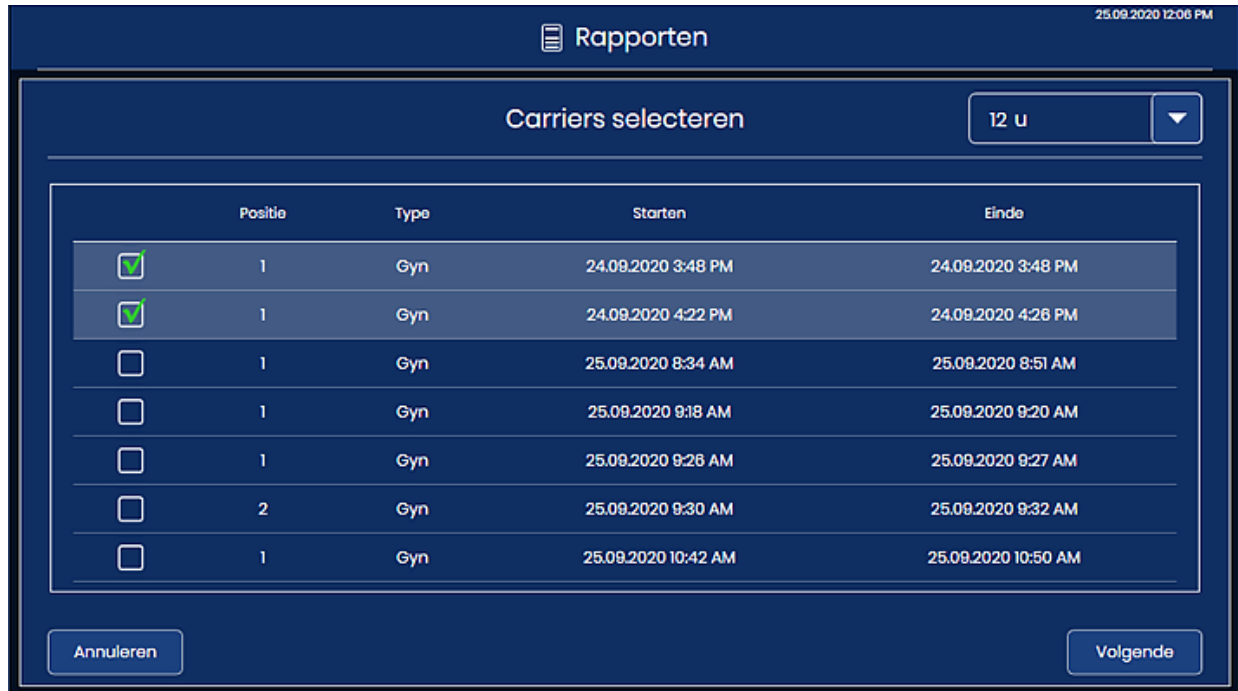 25.09.2020 12:06 PM
Rapporten
Carriers selecteren
12 u
Positie Type Starten Einde
1 Gyn 24.09.2020 3:48 PM 24.09.2020 3:48 PM
1 Gyn 24.09.2020 4:22 PM 24.09.2020 4:26 PM
1 Gyn 25.09.2020 8:34 AM 25.09.2020 8:51 AM
1 Gyn 25.09.2020 9:18 AM 25.09.2020 9:20 AM
1 Gyn 25.09.2020 9:26 AM 25.09.2020 9:27 AM
2 Gyn 25.09.2020 9:30 AM 25.09.2020 9:32 AM
1 Gyn 25.09.2020 10:42 AM 25.09.2020 10:50 AM
Annuleren Volgende